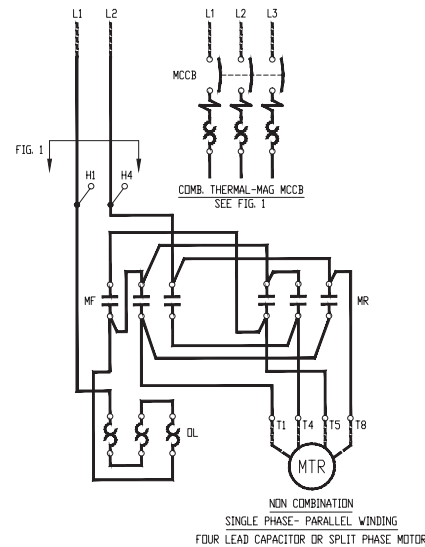 L1 L2 L1 L2 L3
MCCB
FIG. 1
H1 H4
COMB. THERMAL-MAG MCCB
SEE FIG. 1
MF MR
OL
T1 T4 T5 T8
MTR
NON COMBINATION
SINGLE PHASE- PARALLEL WINDING
FOUR LEAD CAPACITOR OR SPLIT PHASE MOTOR